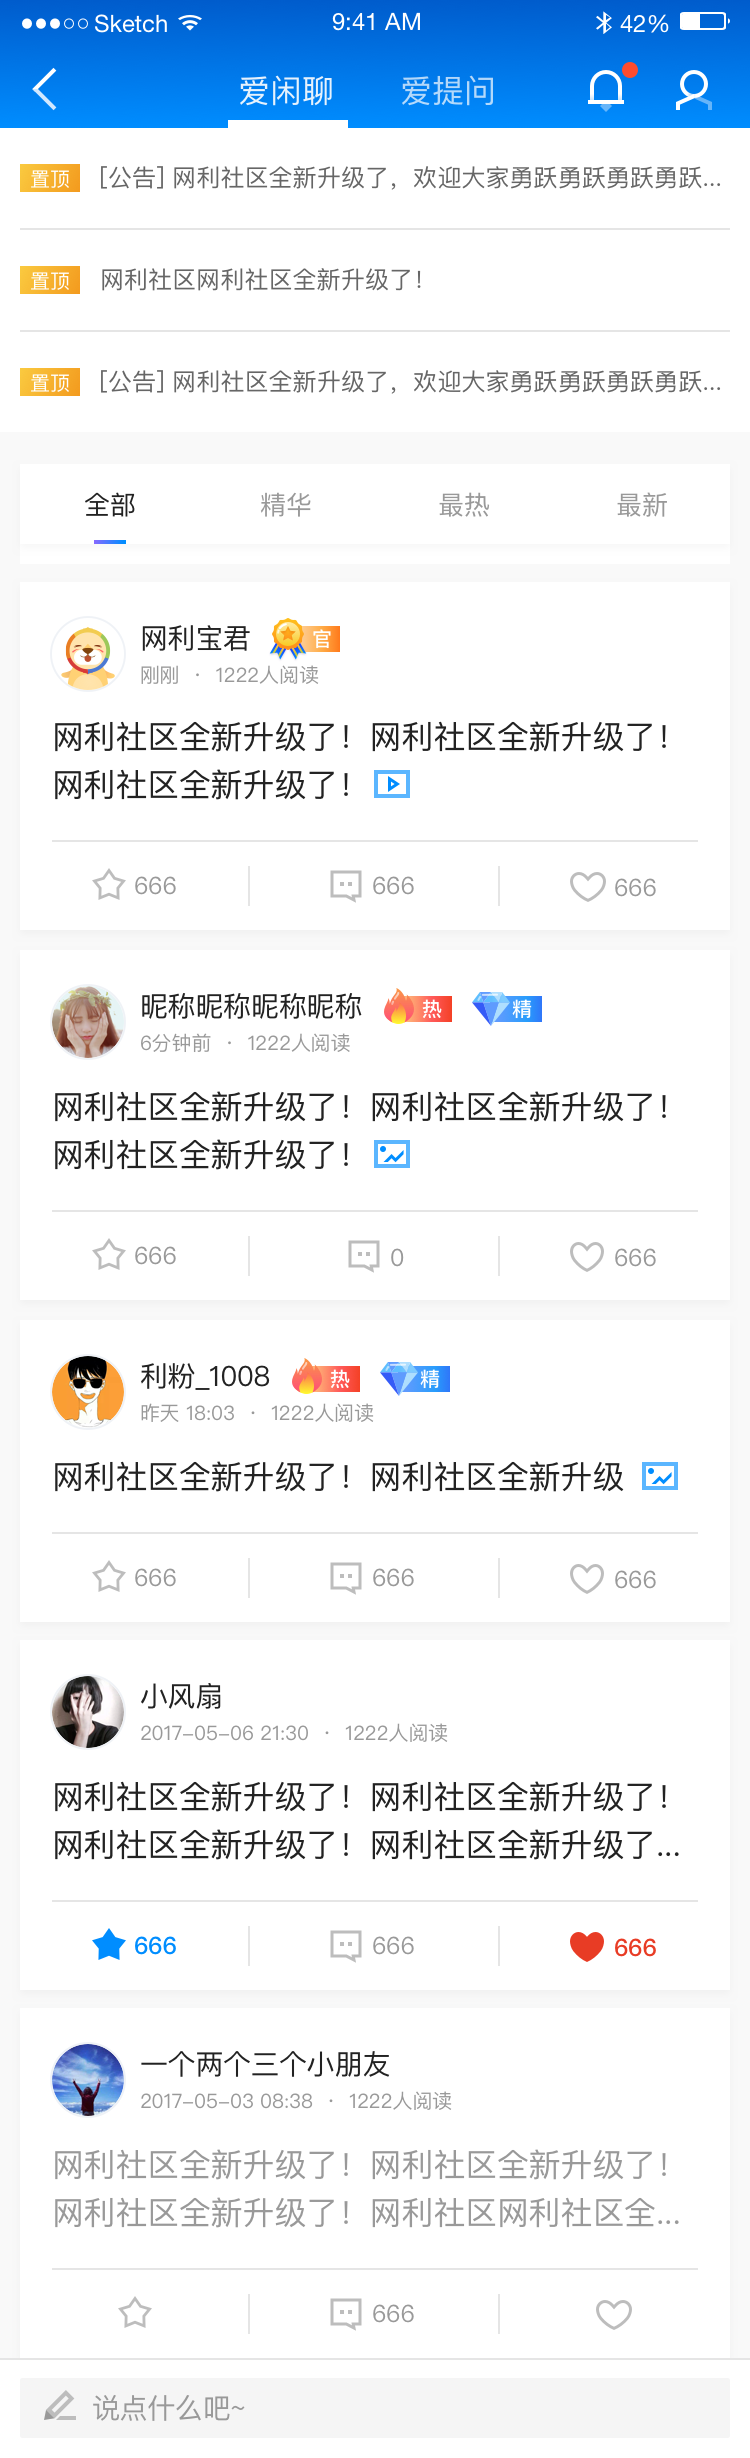 Sketch 9:41 AM 42%
爱闲聊 爱提问
置顶 [公告] 网利社区全新升级了，欢迎大家勇跃勇跃勇跃勇跃...
置顶 网利社区网利社区全新升级了！
置顶 [公告] 网利社区全新升级了，欢迎大家勇跃勇跃勇跃勇跃...
全部 精华 最热 最新
网利宝君 官
刚刚 · 1222人阅读
网利社区全新升级了！网利社区全新升级了！
网利社区全新升级了！
666 666 666
昵称昵称昵称昵称 热 精
6分钟前 · 1222人阅读
网利社区全新升级了！网利社区全新升级了！
网利社区全新升级了！
666 0 666
利粉_1008 热 精
昨天 18:03 · 1222人阅读
网利社区全新升级了！网利社区全新升级
666 666 666
小风扇
2017-05-06 21:30 · 1222人阅读
网利社区全新升级了！网利社区全新升级了！
网利社区全新升级了！网利社区全新升级了...
666 666 666
一个两个三个小朋友
2017-05-03 08:38 · 1222人阅读
网利社区全新升级了！网利社区全新升级了！
网利社区全新升级了！网利社区网利社区全...
666
说点什么吧~